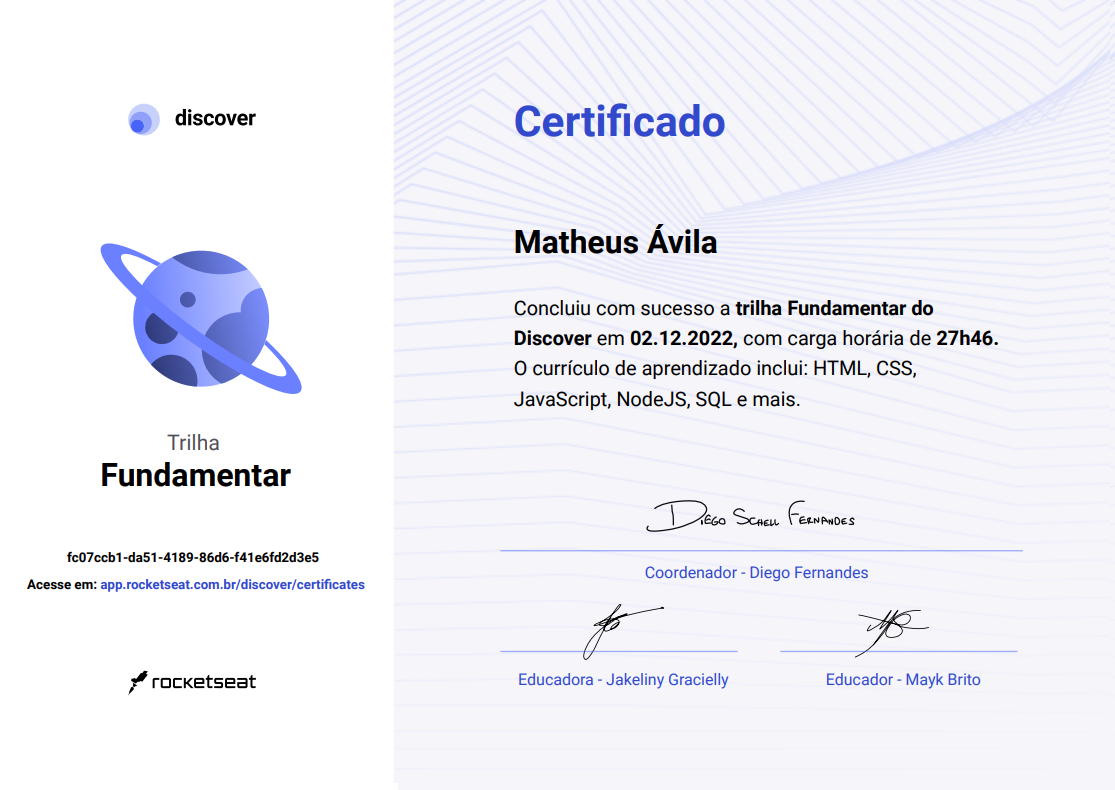 discover
Trilha
Fundamentar
fc07ccb1-da51-4189-86d6-f41e6fd2d3e5
Acesse em: app.rocketseat.com.br/discover/certificates
rocketseat
Certificado
Matheus Ávila
Concluiu com sucesso a trilha Fundamentar do
Discover em 02.12.2022, com carga horária de 27h46.
O currículo de aprendizado inclui: HTML, CSS,
JavaScript, NodeJS, SQL e mais.
Diego Schell Fernandes
Coordenador - Diego Fernandes
Educadora - Jakeliny Gracielly
Educador - Mayk Brito